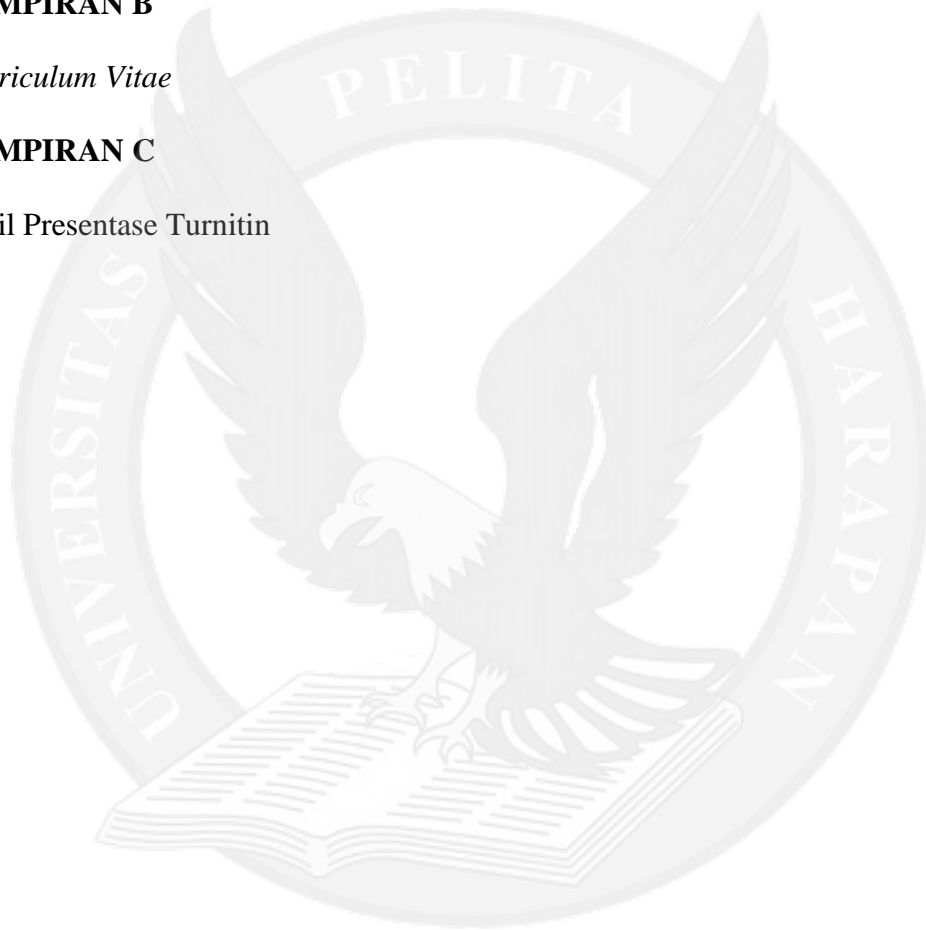 MPIRAN B
riculum Vitae
MPIRAN C
il Presentase Turnitin
UNIVERSITAS PELITA HARAPAN